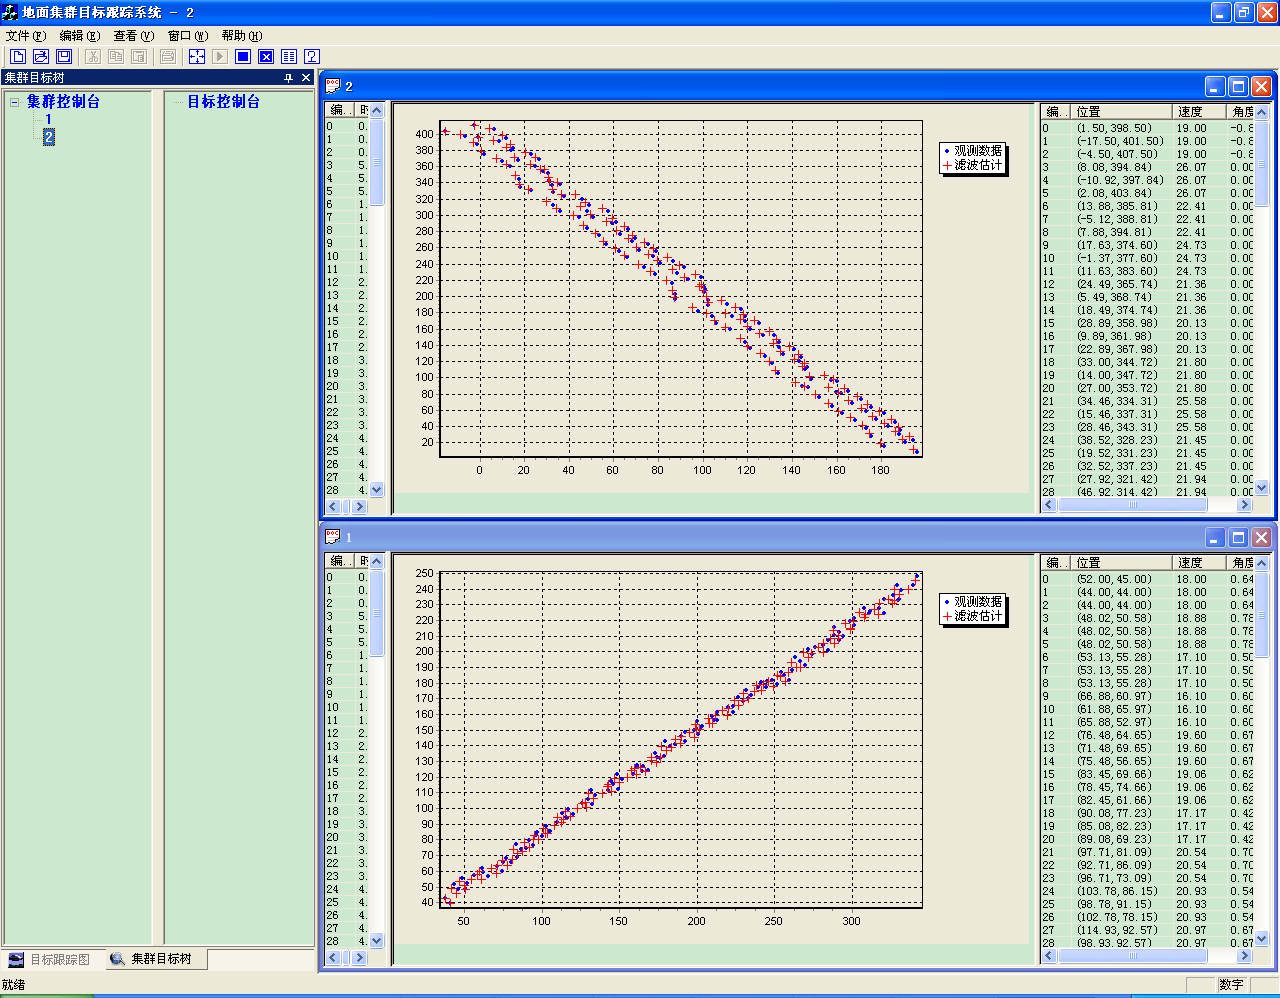 地面集群目标跟踪系统 - 2
文件(F) 编辑(E) 查看(V) 窗口(W) 帮助(H)
集群目标树
集群控制台
1
2
目标控制台
目标跟踪图
集群目标树
就绪
数字
2
编..
时
0 0.
1 0.
2 0.
3 5.
4 5.
5 5.
6 1.
7 1.
8 1.
9 1.
10 1.
11 1.
12 2.
13 2.
14 2.
15 2.
16 2.
17 2.
18 3.
19 3.
20 3.
21 3.
22 3.
23 3.
24 4.
25 4.
26 4.
27 4.
28 4.
400
380
360
340
320
300
280
260
240
220
200
180
160
140
120
100
80
60
40
20
0 20 40 60 80 100 120 140 160 180
观测数据
滤波估计
编.. 位置 速度 角度
0 (1.50,398.50) 19.00 -0.8
1 (-17.50,401.50) 19.00 -0.8
2 (-4.50,407.50) 19.00 -0.8
3 (8.08,394.84) 26.07 0.00
4 (-10.92,397.84) 26.07 0.00
5 (2.08,403.84) 26.07 0.00
6 (13.88,385.81) 22.41 0.00
7 (-5.12,388.81) 22.41 0.00
8 (7.88,394.81) 22.41 0.00
9 (17.63,374.60) 24.73 0.00
10 (-1.37,377.60) 24.73 0.00
11 (11.63,383.60) 24.73 0.00
12 (24.49,365.74) 21.36 0.00
13 (5.49,368.74) 21.36 0.00
14 (18.49,374.74) 21.36 0.00
15 (28.89,358.98) 20.13 0.00
16 (9.89,361.98) 20.13 0.00
17 (22.89,367.98) 20.13 0.00
18 (33.00,344.72) 21.80 0.00
19 (14.00,347.72) 21.80 0.00
20 (27.00,353.72) 21.80 0.00
21 (34.46,334.31) 25.58 0.00
22 (15.46,337.31) 25.58 0.00
23 (28.46,343.31) 25.58 0.00
24 (38.52,328.23) 21.45 0.00
25 (19.52,331.23) 21.45 0.00
26 (32.52,337.23) 21.45 0.00
27 (27.92,321.42) 21.94 0.00
28 (46.92,314.42) 21.94 0.00
1
编..
时
0 0.
1 0.
2 0.
3 5.
4 5.
5 5.
6 1.
7 1.
8 1.
9 1.
10 1.
11 1.
12 2.
13 2.
14 2.
15 2.
16 2.
17 2.
18 3.
19 3.
20 3.
21 3.
22 3.
23 3.
24 4.
25 4.
26 4.
27 4.
28 4.
250
240
230
220
210
200
190
180
170
160
150
140
130
120
110
100
90
80
70
60
50
40
50 100 150 200 250 300
观测数据
滤波估计
编.. 位置 速度 角度
0 (52.00,45.00) 18.00 0.64
1 (44.00,44.00) 18.00 0.64
2 (44.00,44.00) 18.00 0.64
3 (48.02,50.58) 18.88 0.78
4 (48.02,50.58) 18.88 0.78
5 (48.02,50.58) 18.88 0.78
6 (53.13,55.28) 17.10 0.50
7 (53.13,55.28) 17.10 0.50
8 (53.13,55.28) 17.10 0.50
9 (66.88,60.97) 16.10 0.60
10 (61.88,65.97) 16.10 0.60
11 (65.88,52.97) 16.10 0.60
12 (76.48,64.65) 19.60 0.67
13 (71.48,69.65) 19.60 0.67
14 (75.48,56.65) 19.60 0.67
15 (83.45,69.66) 19.06 0.62
16 (78.45,74.66) 19.06 0.62
17 (82.45,61.66) 19.06 0.62
18 (90.08,77.23) 17.17 0.42
19 (85.08,82.23) 17.17 0.42
20 (89.08,69.23) 17.17 0.42
21 (97.71,81.09) 20.54 0.70
22 (92.71,86.09) 20.54 0.70
23 (96.71,73.09) 20.54 0.70
24 (103.78,86.15) 20.93 0.54
25 (98.78,91.15) 20.93 0.54
26 (102.78,78.15) 20.93 0.54
27 (114.93,92.57) 20.97 0.67
28 (98.93,92.57) 20.97 0.67